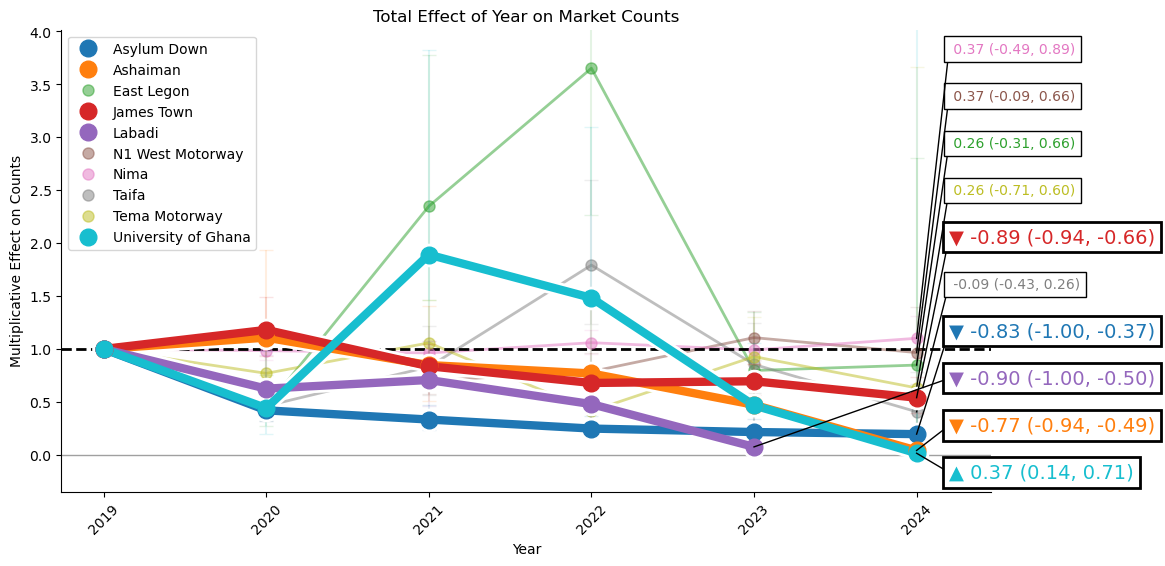 Total Effect of Year on Market Counts
Multiplicative Effect on Counts
4.0
3.5
3.0
2.5
2.0
1.5
1.0
0.5
0.0
Asylum Down
Ashaiman
East Legon
James Town
Labadi
N1 West Motorway
Nima
Taifa
Tema Motorway
University of Ghana
0.37 (-0.49, 0.89)
0.37 (-0.09, 0.66)
0.26 (-0.31, 0.66)
0.26 (-0.71, 0.60)
▼ -0.89 (-0.94, -0.66)
-0.09 (-0.43, 0.26)
▼ -0.83 (-1.00, -0.37)
▼ -0.90 (-1.00, -0.50)
▼ -0.77 (-0.94, -0.49)
▲ 0.37 (0.14, 0.71)
2019
2020
2021
2022
2023
2024
Year